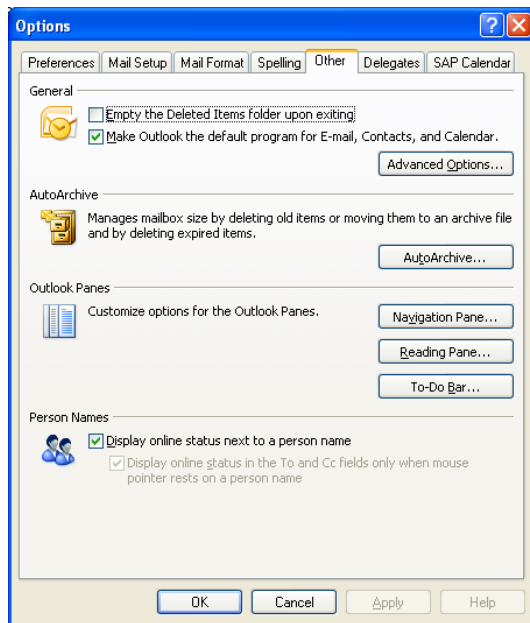 Options
Preferences Mail Setup Mail Format Spelling Other Delegates SAP Calendar
General
Empty the Deleted Items folder upon exiting
Make Outlook the default program for E-mail, Contacts, and Calendar.
Advanced Options...
AutoArchive
Manages mailbox size by deleting old items or moving them to an archive file
and by deleting expired items.
AutoArchive...
Outlook Panes
Customize options for the Outlook Panes.
Navigation Pane...
Reading Pane...
To-Do Bar...
Person Names
Display online status next to a person name
Display online status in the To and Cc fields only when mouse
pointer rests on a person name
OK Cancel Apply Help